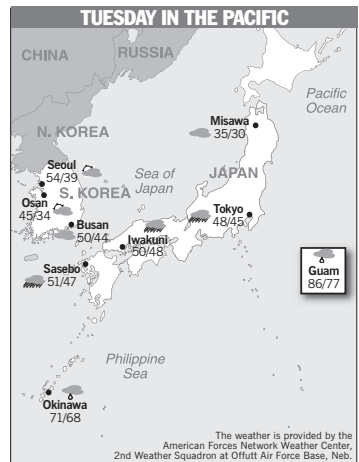 TUESDAY IN THE PACIFIC
CHINA
RUSSIA
Pacific
Ocean
Misawa
35/30
N. KOREA
Seoul
54/39
Sea of
Japan
JAPAN
S. KOREA
Osan
45/34
Busan
50/44
Iwakuni
50/48
Tokyo
48/45
Sasebo
51/47
Guam
86/77
Philippine
Sea
Okinawa
71/68
The weather is provided by the
American Forces Network Weather Center,
2nd Weather Squadron at Offutt Air Force Base, Neb.